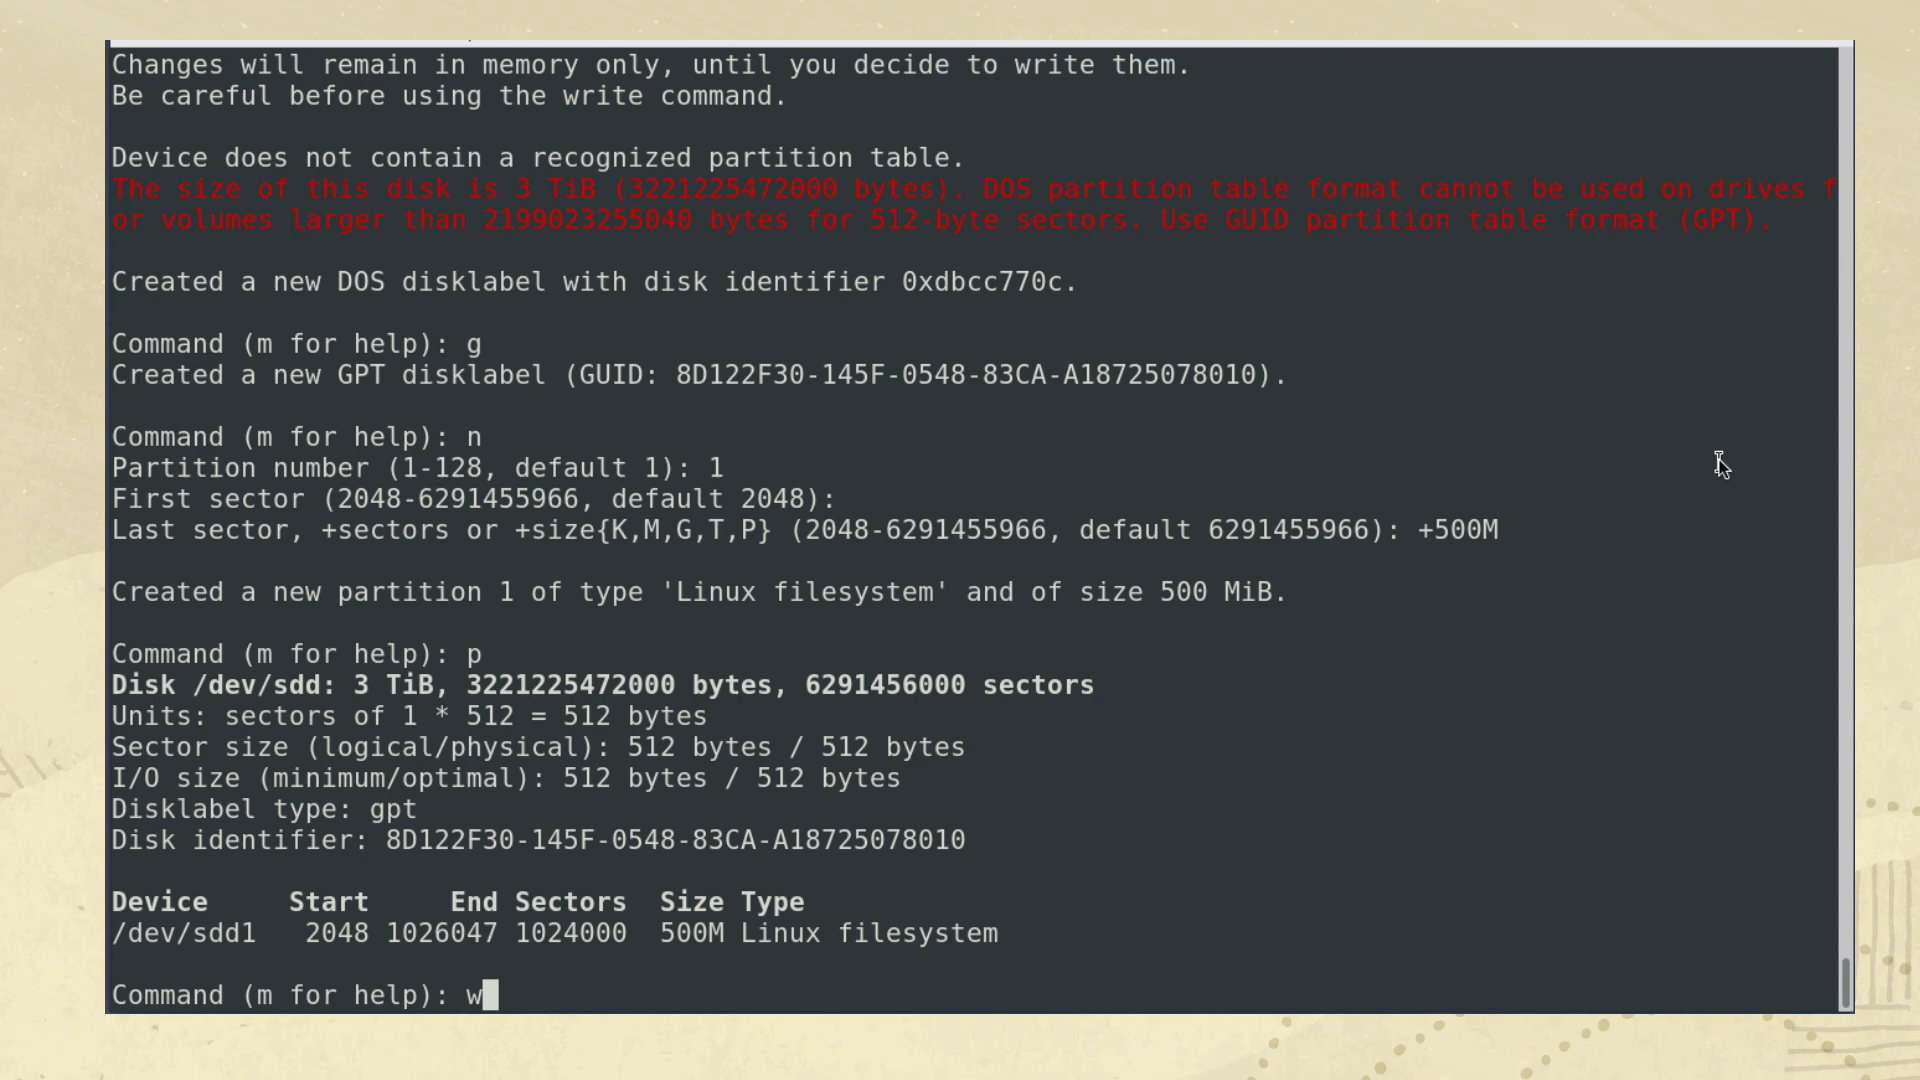 Changes will remain in memory only, until you decide to write them.
Be careful before using the write command.
Device does not contain a recognized partition table.
The size of this disk is 3 TiB (3221225472000 bytes). DOS partition table format cannot be used on drives f
or volumes larger than 2199023255040 bytes for 512-byte sectors. Use GUID partition table format (GPT).
Created a new DOS disklabel with disk identifier 0xdbcc770c.
Command (m for help): g
Created a new GPT disklabel (GUID: 8D122F30-145F-0548-83CA-A18725078010).
Command (m for help): n
Partition number (1-128, default 1): 1
First sector (2048-6291455966, default 2048):
Last sector, +sectors or +size{K,M,G,T,P} (2048-6291455966, default 6291455966): +500M
Created a new partition 1 of type 'Linux filesystem' and of size 500 MiB.
Command (m for help): p
Disk /dev/sdd: 3 TiB, 3221225472000 bytes, 6291456000 sectors
Units: sectors of 1 * 512 = 512 bytes
Sector size (logical/physical): 512 bytes / 512 bytes
I/O size (minimum/optimal): 512 bytes / 512 bytes
Disklabel type: gpt
Disk identifier: 8D122F30-145F-0548-83CA-A18725078010
Device     Start     End Sectors  Size Type
/dev/sdd1   2048 1026047 1024000  500M Linux filesystem
Command (m for help): w